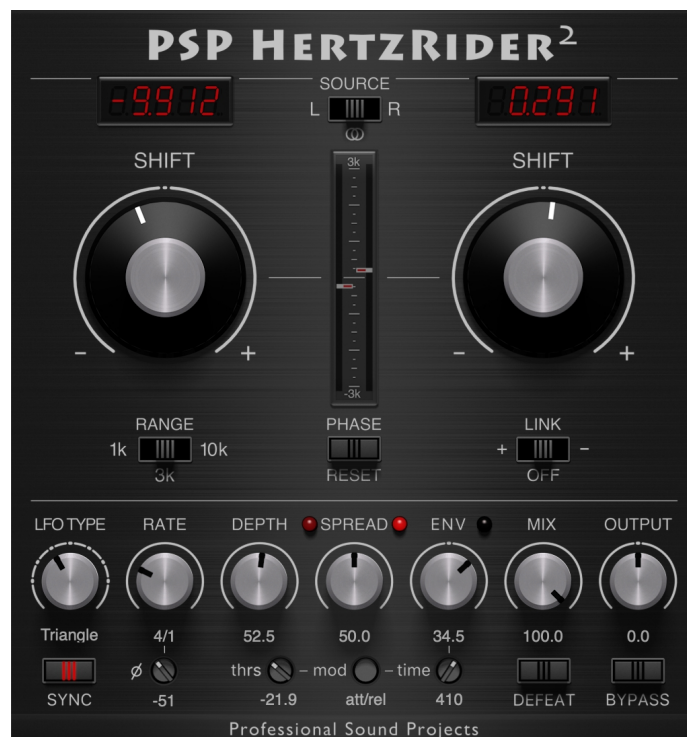 PSP HERTZRIDER²
SOURCE
-9.912 L R 0.291
SHIFT 3k SHIFT
- + - +
-3k
RANGE PHASE LINK
1k 10k + -
3k RESET OFF
LFO TYPE RATE DEPTH SPREAD ENV MIX OUTPUT
Triangle 4/1 52.5 50.0 34.5 100.0 0.0
ø thrs - mod - time
SYNC -51 -21.9 att/rel 410 DEFEAT BYPASS
Professional Sound Projects